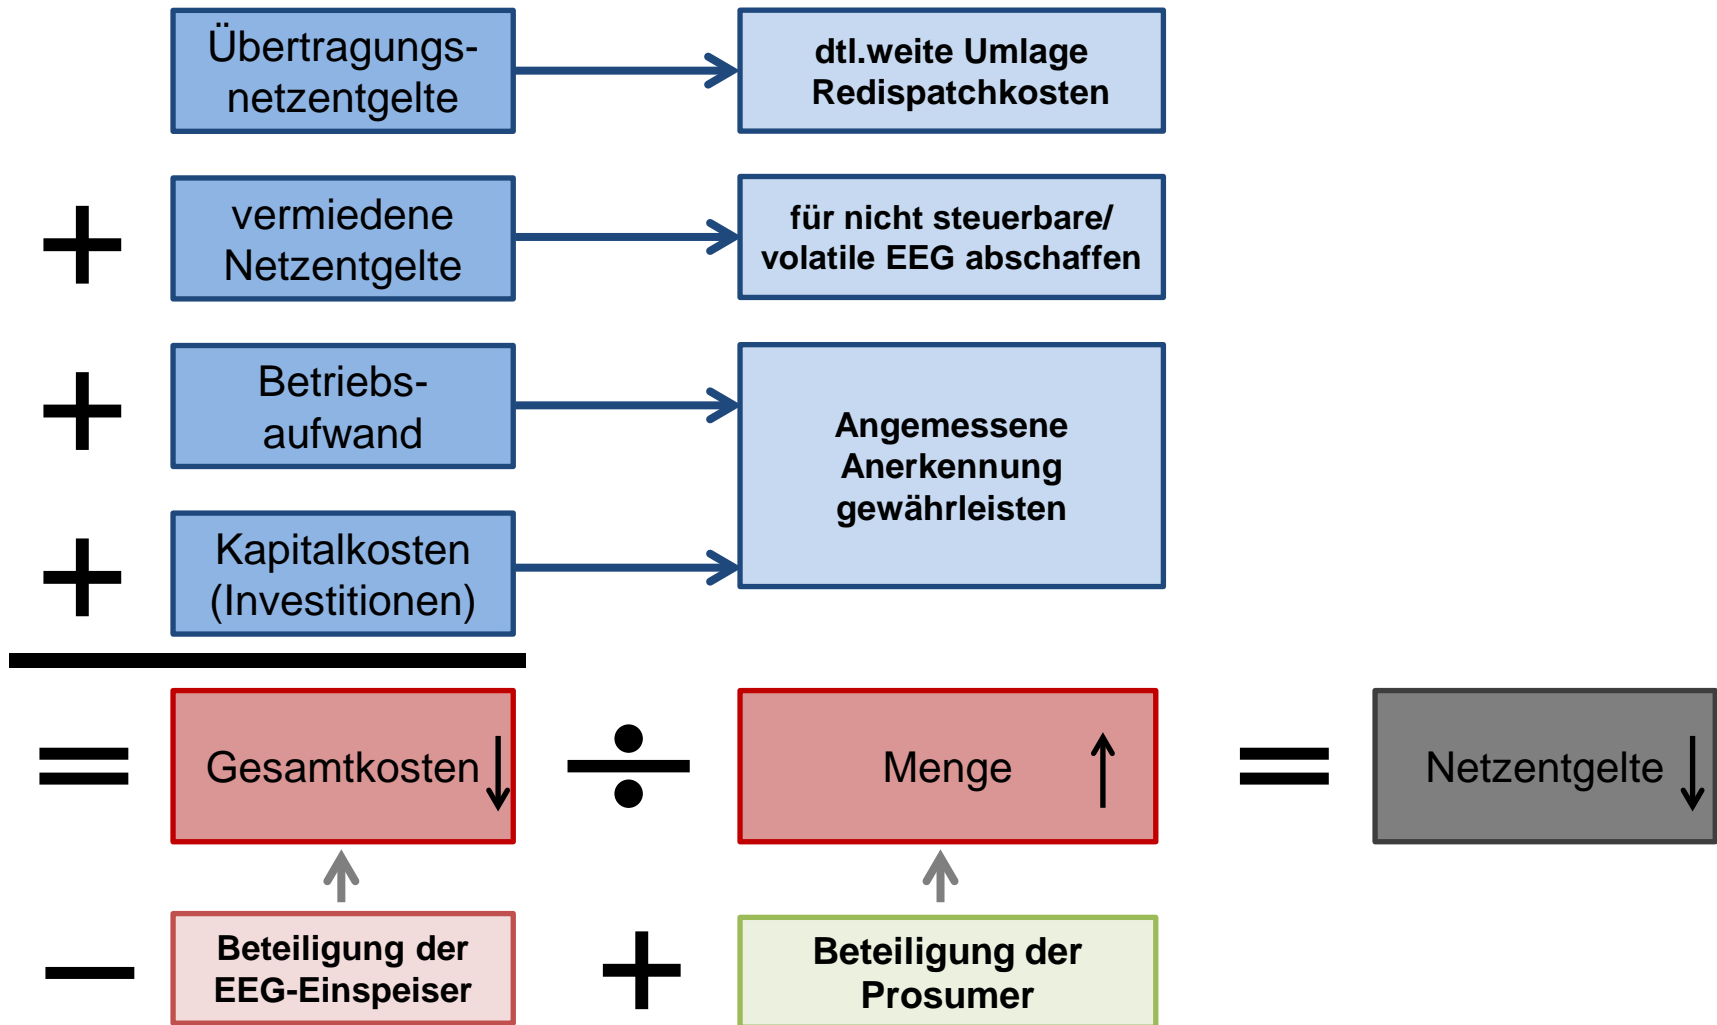 Übertragungs-
netzentgelte
dtl.weite Umlage
Redispatchkosten
+
vermiedene
Netzentgelte
für nicht steuerbare/
volatile EEG abschaffen
+
Betriebs-
aufwand
Angemessene
Anerkennung
gewährleisten
+
Kapitalkosten
(Investitionen)
=
Gesamtkosten ↓
÷
Menge ↑
=
Netzentgelte ↓
−
Beteiligung der
EEG-Einspeiser
+
Beteiligung der
Prosumer